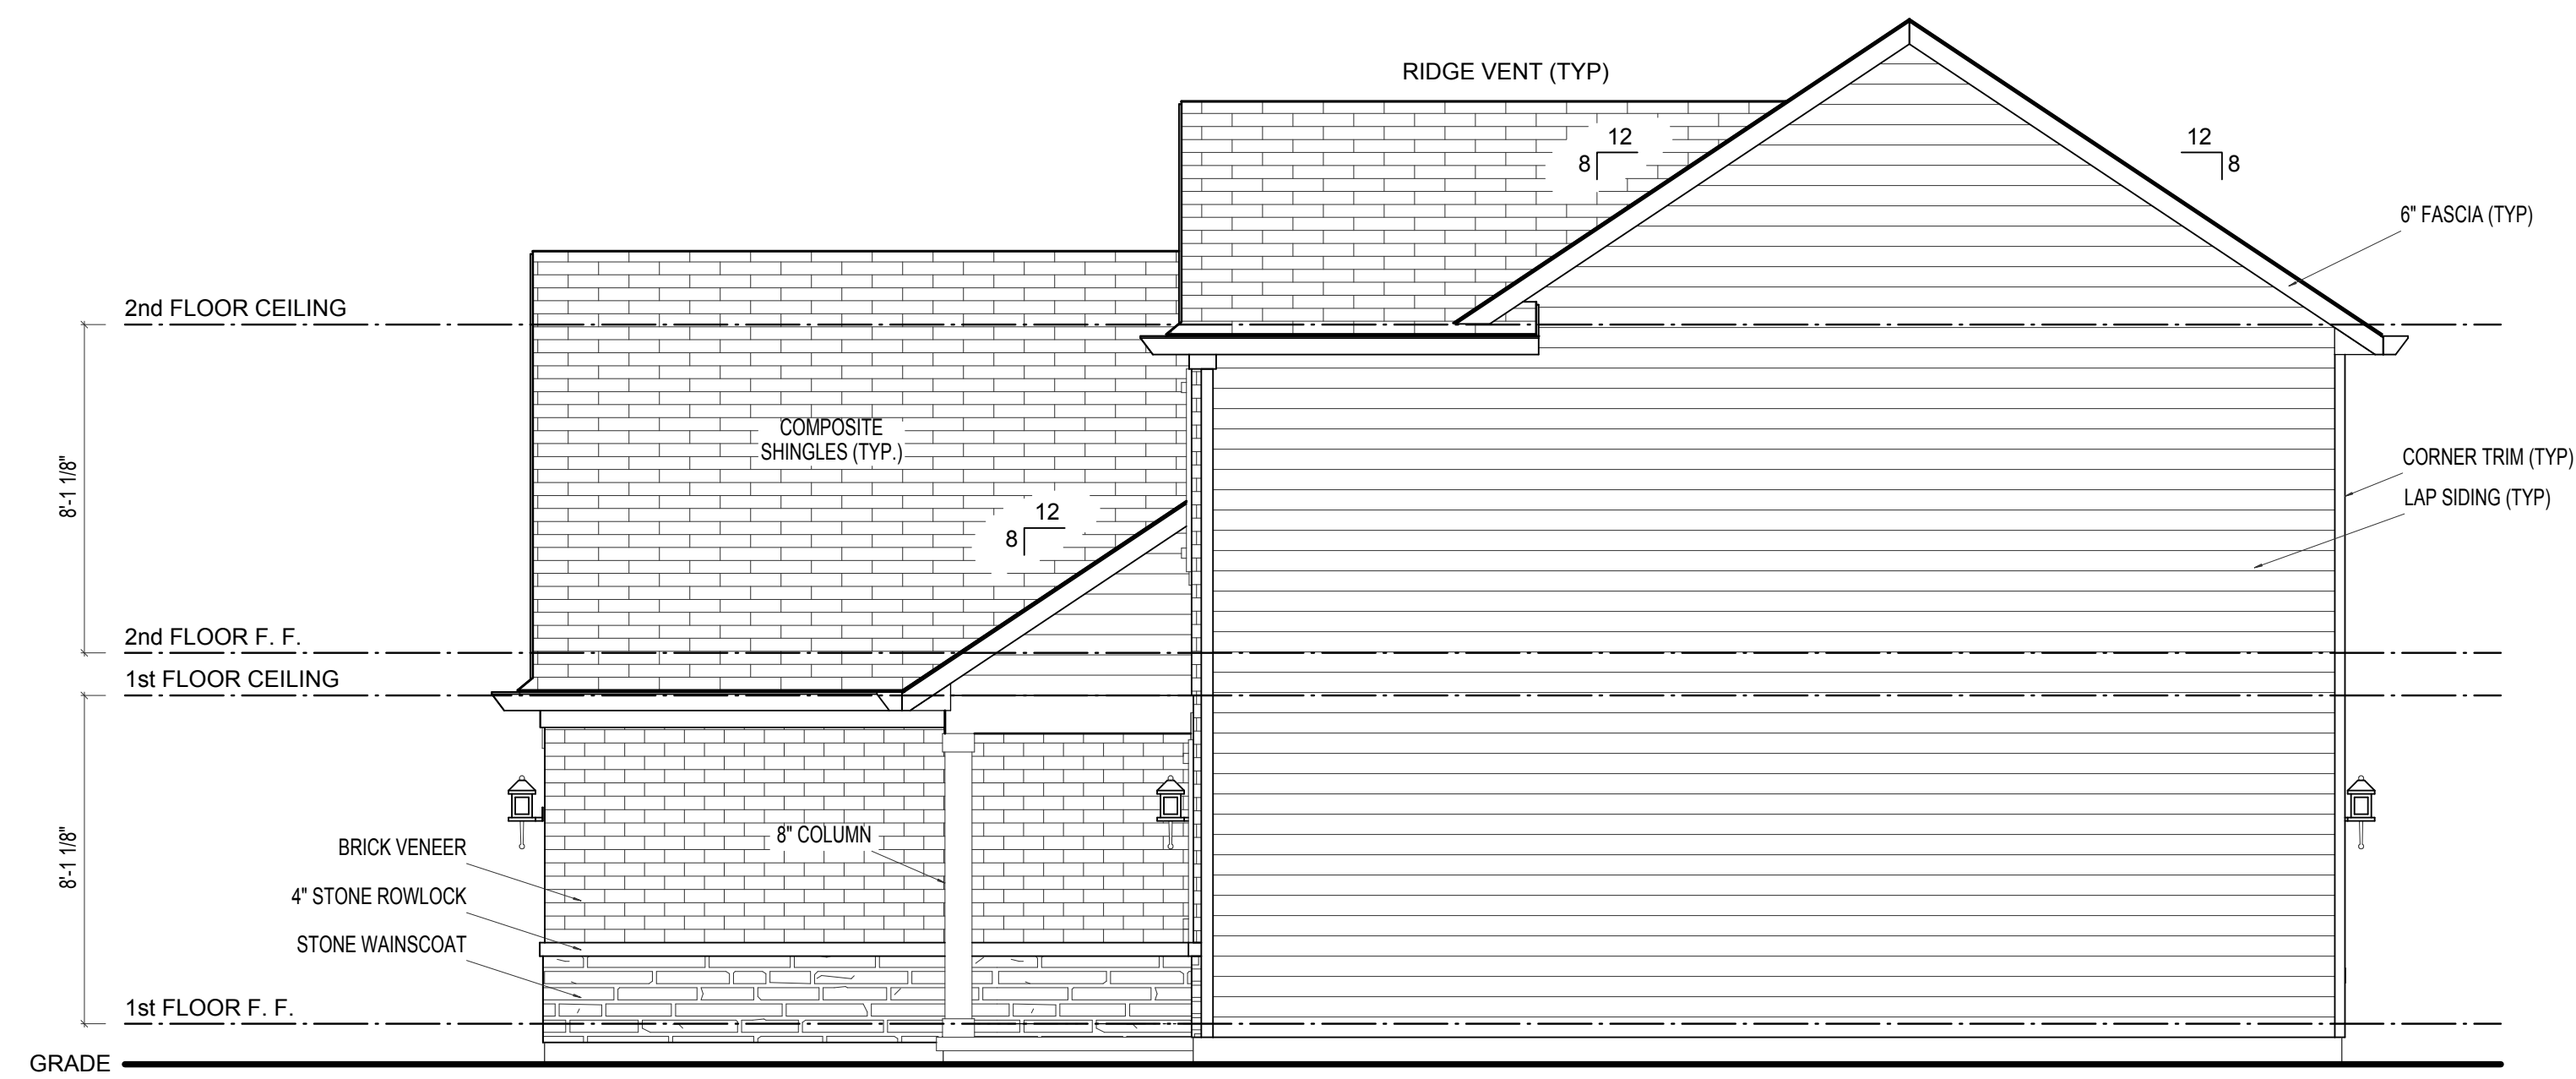 RIDGE VENT (TYP)
12
8
12
8
6" FASCIA (TYP)
2nd FLOOR CEILING
COMPOSITE
SHINGLES (TYP.)
8'-1 1/8"
CORNER TRIM (TYP)
LAP SIDING (TYP)
12
8
2nd FLOOR F. F.
1st FLOOR CEILING
8'-1 1/8"
8" COLUMN
BRICK VENEER
4" STONE ROWLOCK
STONE WAINSCOAT
1st FLOOR F. F.
GRADE